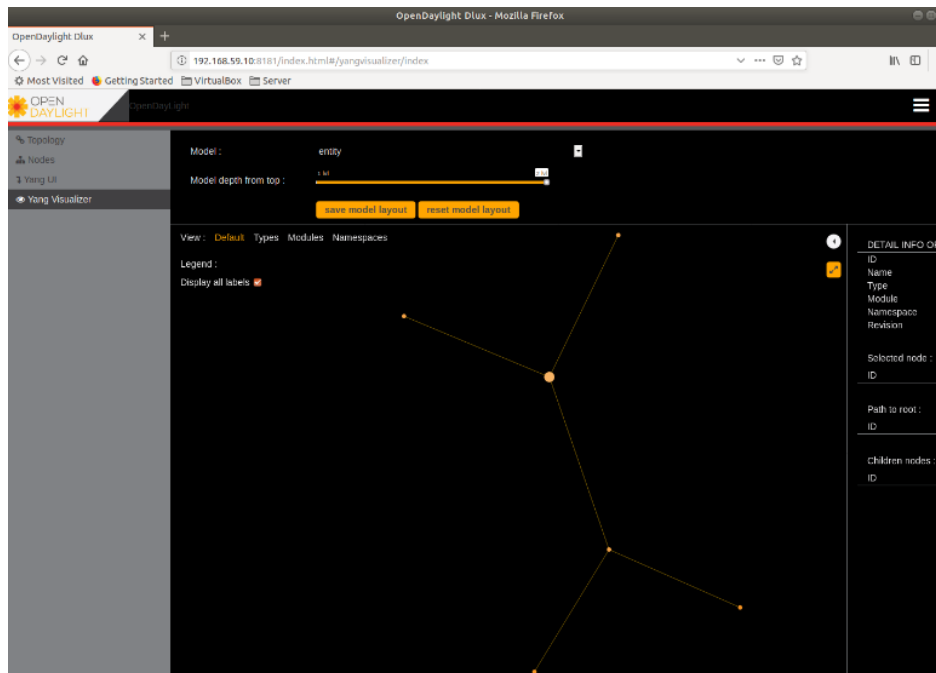 OpenDaylight Dlux - Mozilla Firefox
OpenDaylight Dlux × +
192.168.59.10:8181/index.html#/yangvisualizer/index
Most Visited Getting Started VirtualBox Server
OPEN DAYLIGHT OpenDayLight
Topology
Nodes
Yang UI
Yang Visualizer
Model : entity
Model depth from top :
save model layout reset model layout
View : Default Types Modules Namespaces
Legend :
Display all labels
DETAIL INFO
ID
Name
Type
Module
Namespace
Revision
Selected node :
ID
Path to root :
ID
Children nodes :
ID